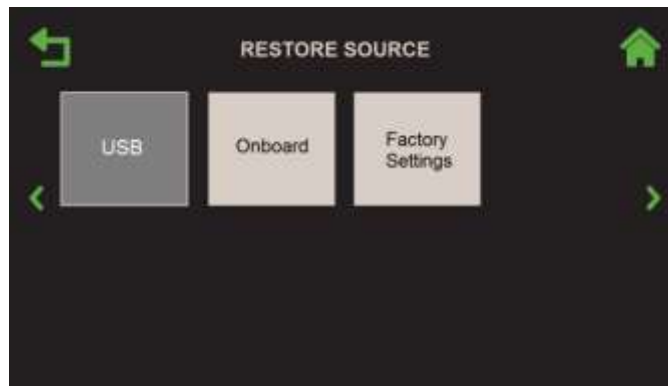 RESTORE SOURCE
USB
Onboard
Factory
Settings